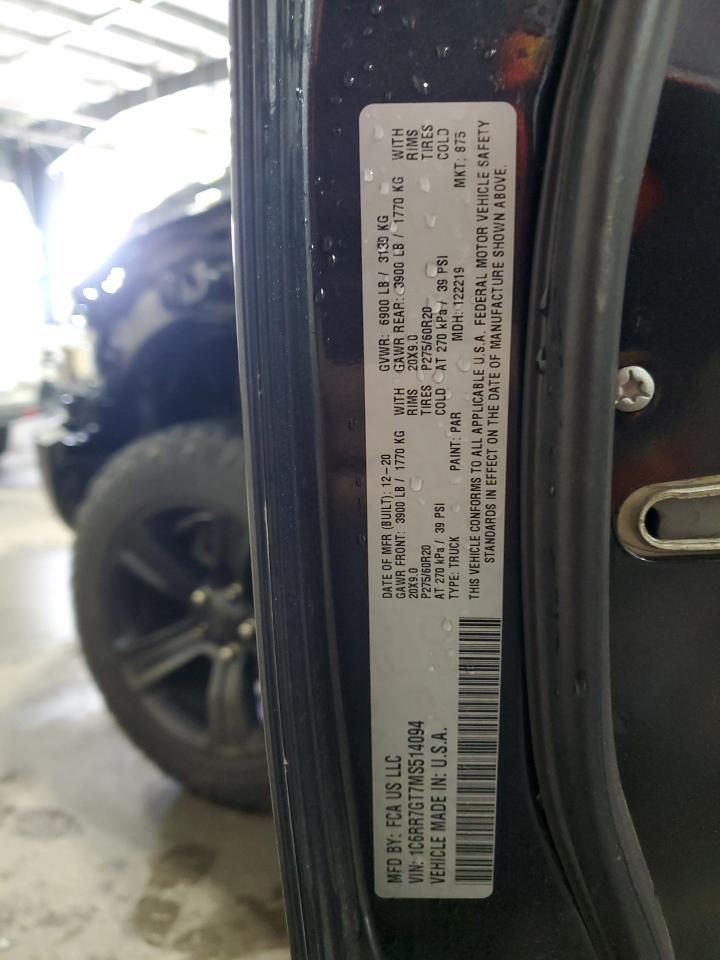 MFD BY: FCA US LLC
VIN: 1C6RR7GT7MS514094
VEHICLE MADE IN: U.S.A.
DATE OF MFR (BUILT): 12-20 GVWR: 6900 LB / 3130 KG
GAWR FRONT: 3900 LB / 1770 KG WITH GAWR REAR: 3900 LB / 1770 KG WITH
20X9.0 RIMS 20X9.0 RIMS
P275/60R20 TIRES P275/60R20 TIRES
AT 270 kPa / 39 PSI COLD AT 270 kPa / 39 PSI COLD
TYPE: TRUCK PAINT: PAR MDH: 122219 MKT: 875
THIS VEHICLE CONFORMS TO ALL APPLICABLE U.S.A. FEDERAL MOTOR VEHICLE SAFETY
STANDARDS IN EFFECT ON THE DATE OF MANUFACTURE SHOWN ABOVE.